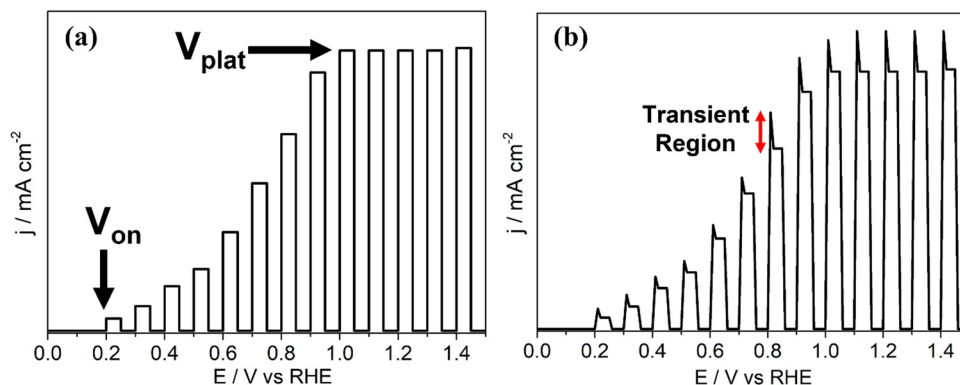 (a)
V_plat
V_on
j / mA cm⁻²
0.0 0.2 0.4 0.6 0.8 1.0 1.2 1.4
E / V vs RHE
(b)
Transient
Region
j / mA cm⁻²
0.0 0.2 0.4 0.6 0.8 1.0 1.2 1.4
E / V vs RHE